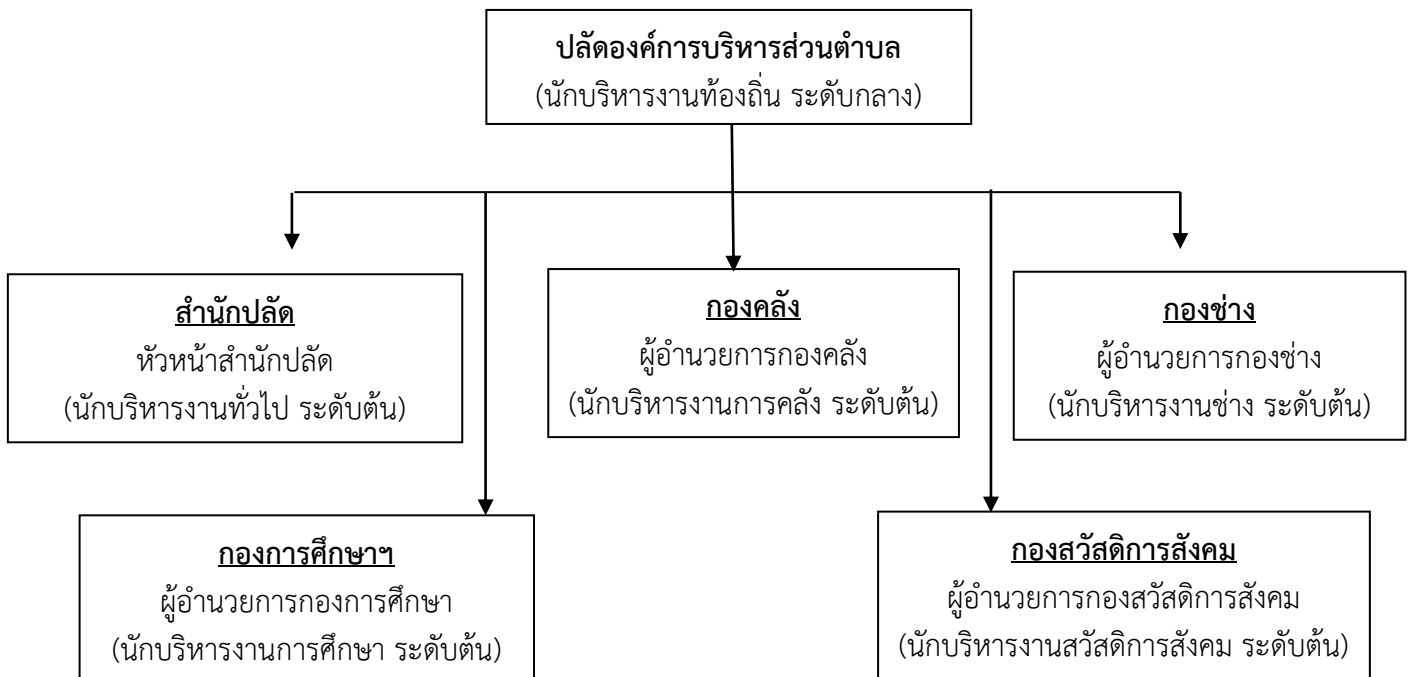 ปลัดองค์การบริหารส่วนตำบล
(นักบริหารงานท้องถิ่น ระดับกลาง)
สำนักปลัด
หัวหน้าสำนักปลัด
(นักบริหารงานทั่วไป ระดับต้น)
กองคลัง
ผู้อำนวยการกองคลัง
(นักบริหารงานการคลัง ระดับต้น)
กองช่าง
ผู้อำนวยการกองช่าง
(นักบริหารงานช่าง ระดับต้น)
กองการศึกษาฯ
ผู้อำนวยการกองการศึกษา
(นักบริหารงานการศึกษา ระดับต้น)
กองสวัสดิการสังคม
ผู้อำนวยการกองสวัสดิการสังคม
(นักบริหารงานสวัสดิการสังคม ระดับต้น)